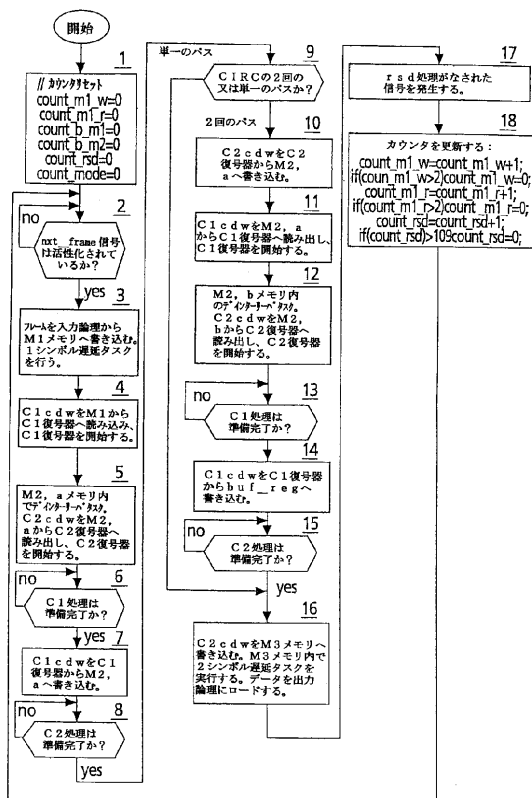 開始
1
// カウンタリセット
count_m1_w=0
count_m1_r=0
count_b_m1=0
count_b_m2=0
count_rsd=0
count_mode=0
no
2
nxt_frame信号
は活性化されて
いるか？
yes
3
フレームを入力論理から
M1メモリへ書き込む。
1シンボル遅延タスク
を行う。
4
C1cdwをM1から
C1復号器へ読み込み、
C1復号器を開始する。
5
M2, aメモリ内
でデインターリーバタスク。
C2cdwをM2,
aからC2復号器へ
読み出し、C2復号器
を開始する。
no
6
C1処理は
準備完了か？
yes
7
C1cdwをC1
復号器からM2,
aへ書き込む。
no
8
C2処理は
準備完了か？
yes
単一のパス
9
CIRCの2回の
又は単一のパスか？
2回のパス
10
C2cdwをC2
復号器からM2,
aへ書き込む。
11
C1cdwをM2, a
からC1復号器へ読み出し、
C1復号器を開始する。
12
M2, bメモリ内
のデインターリーバタスク。
C2cdwをM2,
bからC2復号器へ
読み出し、C2復号器
を開始する。
no
13
C1処理は
準備完了か？
14
C1cdwをC1復号器
からbuf_regへ
書き込む。
no
15
C2処理は
準備完了か？
yes
16
C2cdwをM3メモリへ
書き込む。M3メモリ内で
2シンボル遅延タスクを
実行する。データを出力
論理にロードする。
17
rsd処理がなされた
信号を発生する。
18
カウンタを更新する：
count_m1_w=count_m1_w+1;
if(coun_m1_w>2)count_m1_w=0;
count_m1_r=count_m1_r+1;
if(count_m1_r>2)count_m1_r=0;
count_rsd=count_rsd+1;
if(count_rsd)>109count_rsd=0;